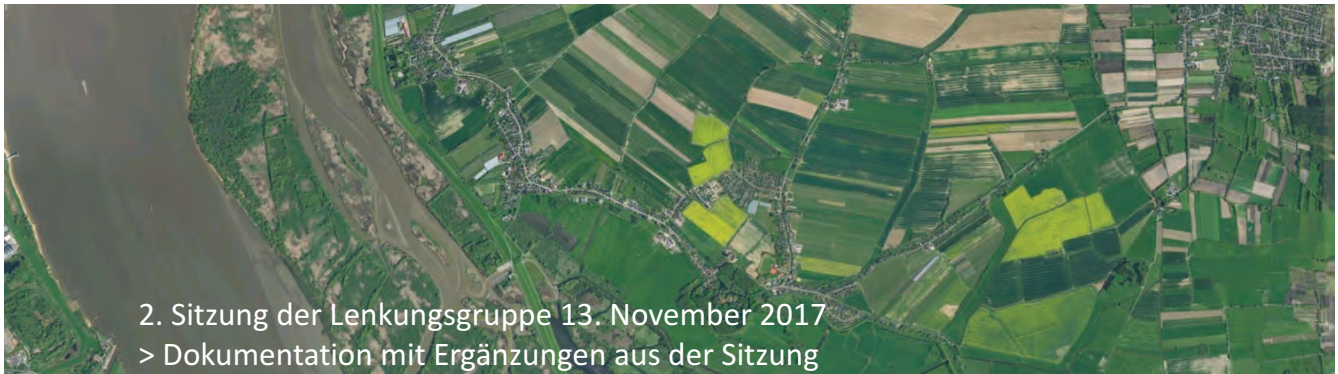 2. Sitzung der Lenkungsgruppe 13. November 2017
> Dokumentation mit Ergänzungen aus der Sitzung